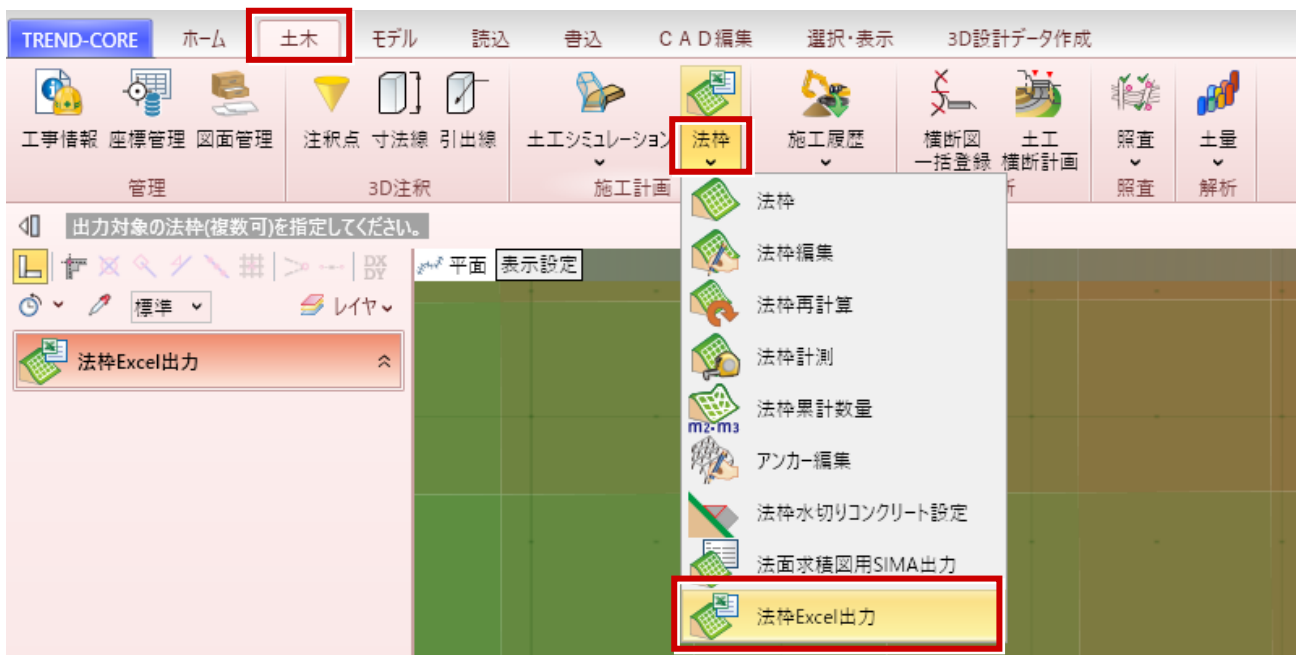 TREND-CORE ホーム 土木 モデル 読込 書込 CAD編集 選択・表示 3D設計データ作成
工事情報 座標管理 図面管理 注釈点 寸法線 引出線 土工シミュレーション 法枠 施工履歴 横断図 土工 照査 土量
一括登録 横断計画
管理 3D注釈 施工計画 照査 解析
出力対象の法枠(複数可)を指定してください。
DX
DY
平面 表示設定
標準 レイヤ
法枠Excel出力
法枠
法枠編集
法枠再計算
法枠計測
法枠累計数量
m2・m3
アンカー編集
法枠水切りコンクリート設定
法面求積図用SIMA出力
法枠Excel出力